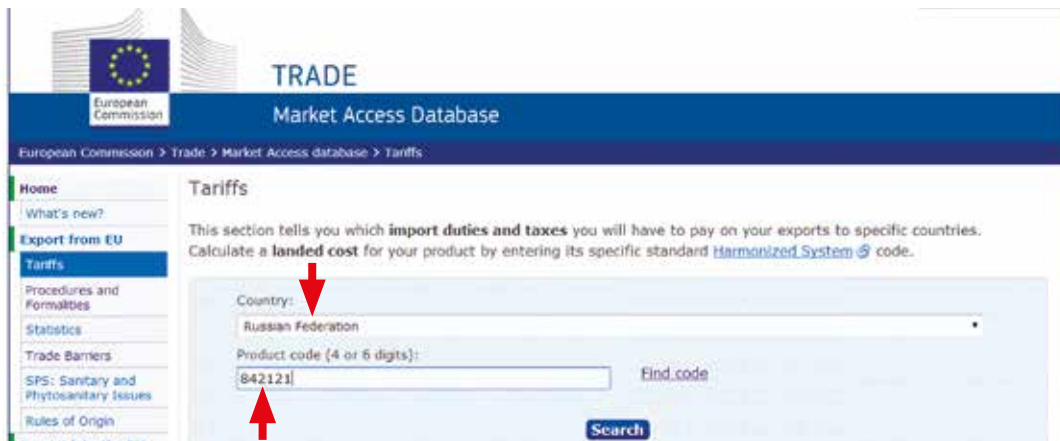 European
Commission
TRADE
Market Access Database
European Commission > Trade > Market Access database > Tariffs
Home
What's new?
Export from EU
Tariffs
Procedures and
Formalities
Statistics
Trade Barriers
SPS: Sanitary and
Phytosanitary Issues
Rules of Origin
Tariffs
This section tells you which import duties and taxes you will have to pay on your exports to specific countries.
Calculate a landed cost for your product by entering its specific standard Harmonized System code.
Country:
Russian Federation
Product code (4 or 6 digits):
842121
Find code
Search